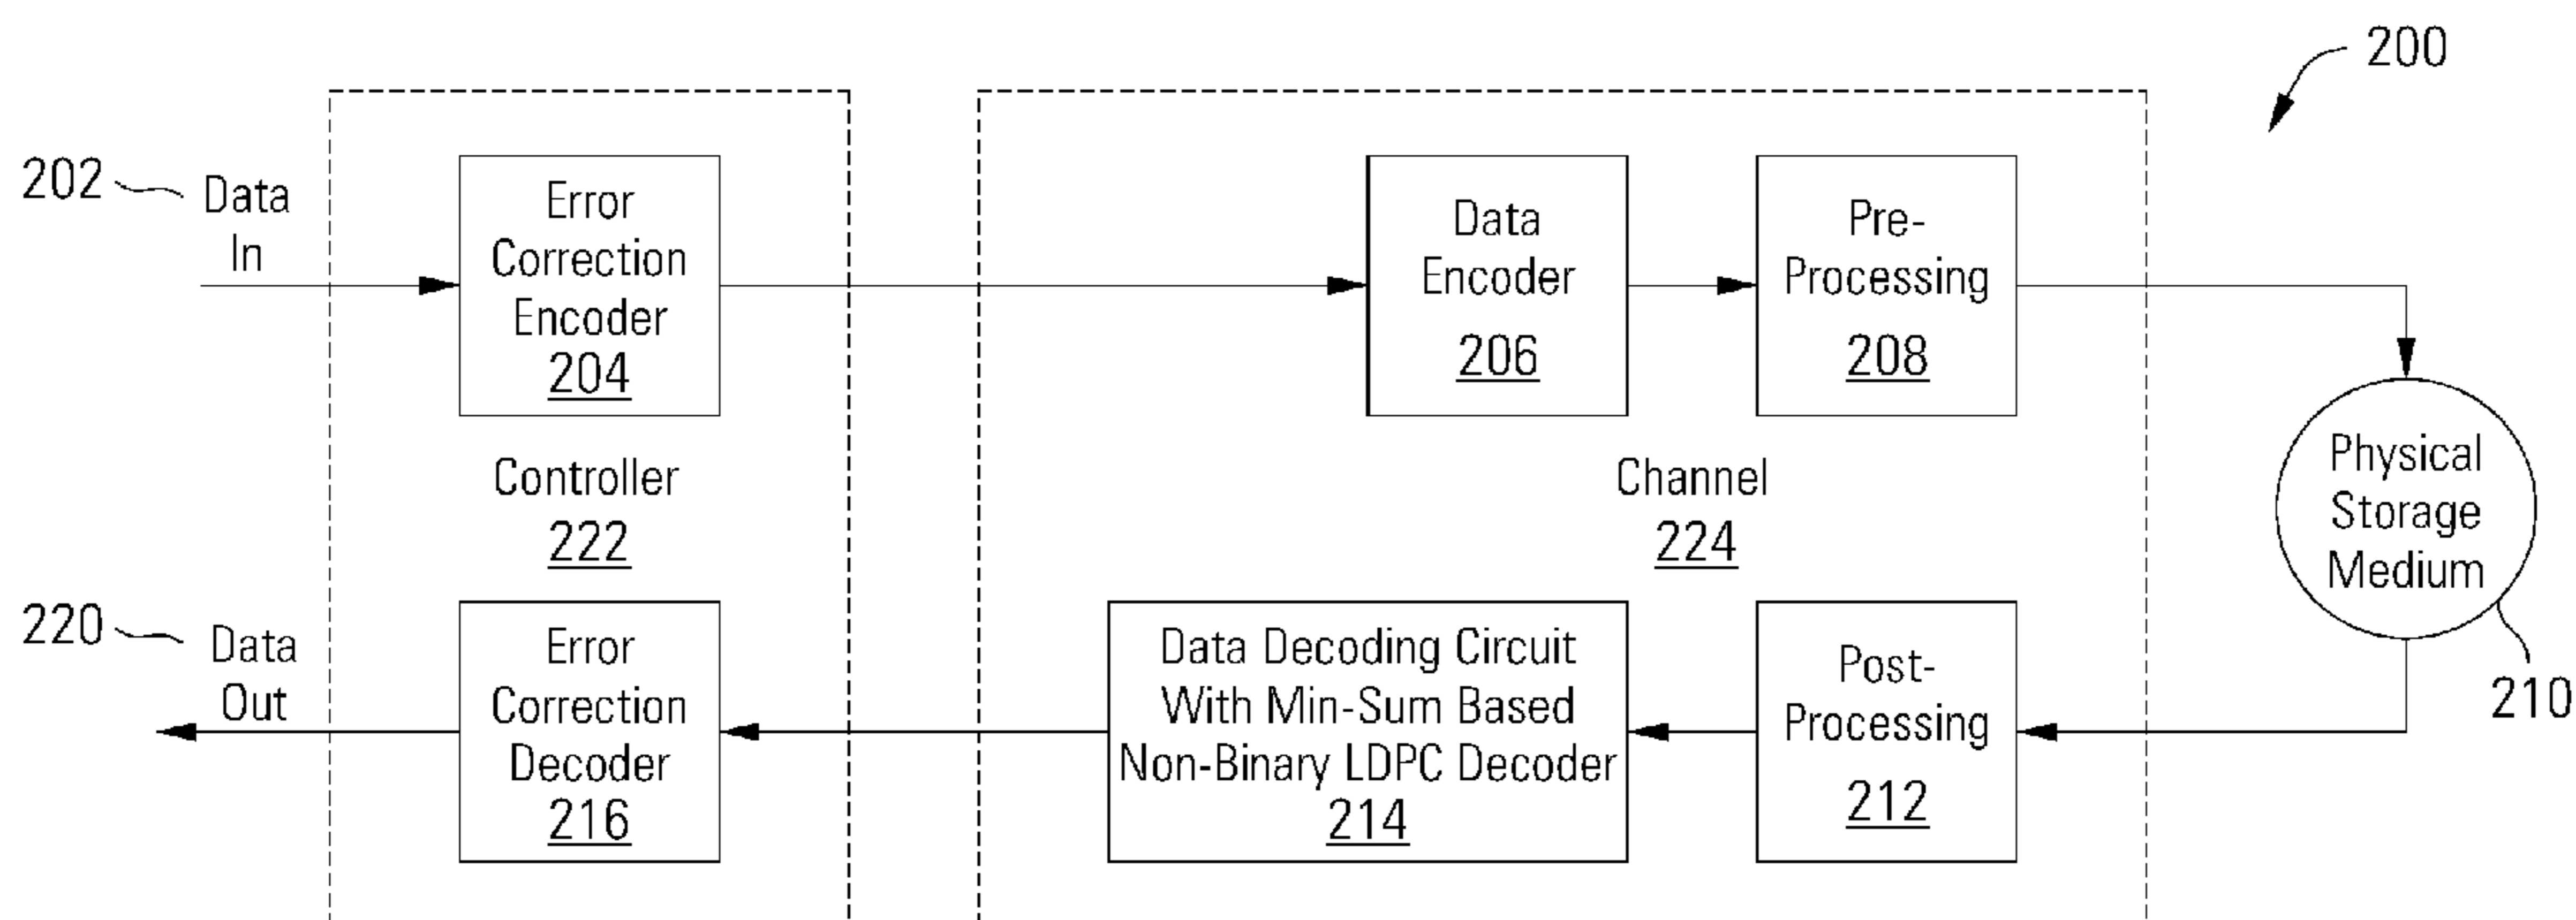 200
202
Data
In
Error
Correction
Encoder
204
Data
Encoder
206
Pre-
Processing
208
Controller
222
Channel
224
Physical
Storage
Medium
210
220
Data
Out
Error
Correction
Decoder
216
Data Decoding Circuit
With Min-Sum Based
Non-Binary LDPC Decoder
214
Post-
Processing
212